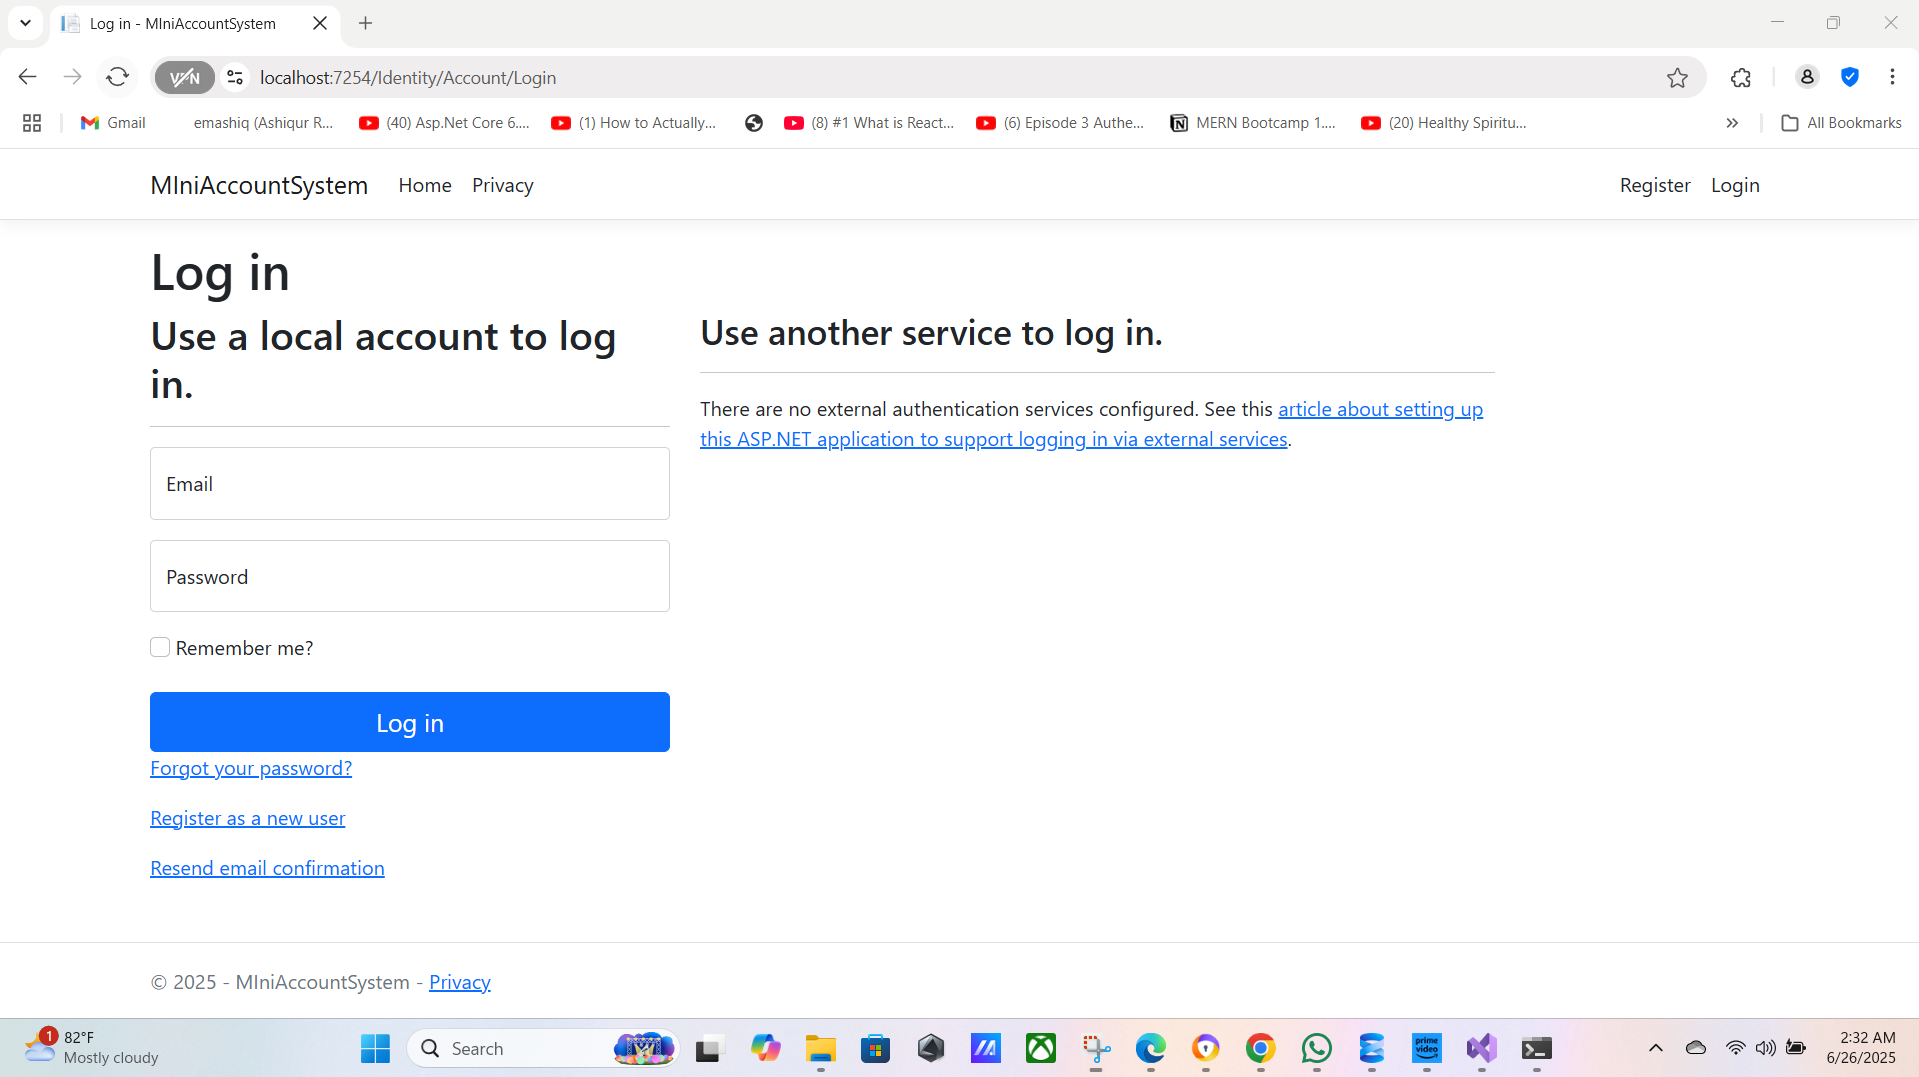 Log in - MIniAccountSystem
VPN
localhost:7254/Identity/Account/Login
Gmail
emashiq (Ashiqur R...
(40) Asp.Net Core 6....
(1) How to Actually...
(8) #1 What is React...
(6) Episode 3 Authe...
MERN Bootcamp 1....
(20) Healthy Spiritu...
All Bookmarks
MIniAccountSystem
Home
Privacy
Register
Login
Log in
Use a local account to log
in.
Email
Password
Remember me?
Log in
Forgot your password?
Register as a new user
Resend email confirmation
Use another service to log in.
There are no external authentication services configured. See this article about setting up
this ASP.NET application to support logging in via external services.
© 2025 - MIniAccountSystem - Privacy
1
82°F
Mostly cloudy
Search
prime
video
2:32 AM
6/26/2025